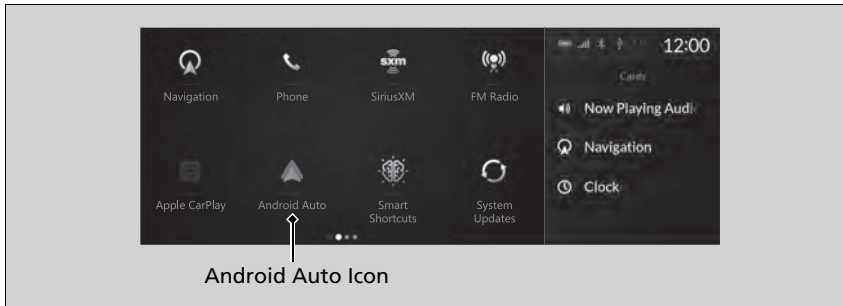 12:00
Cards
sxm
Navigation
Phone
SiriusXM
FM Radio
Now Playing Audi
Navigation
Clock
Apple CarPlay
Android Auto
Smart
Shortcuts
System
Updates
Android Auto Icon